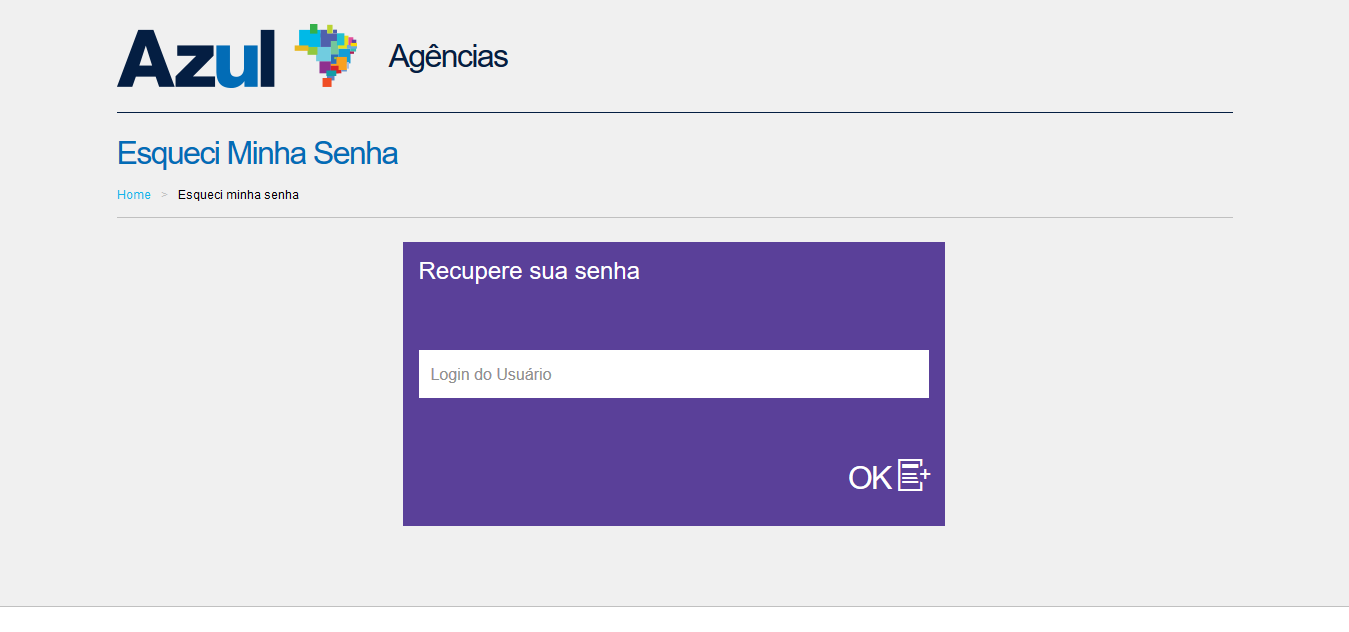 Azul Agências
Esqueci Minha Senha
Home > Esqueci minha senha
Recupere sua senha
Login do Usuário
OK